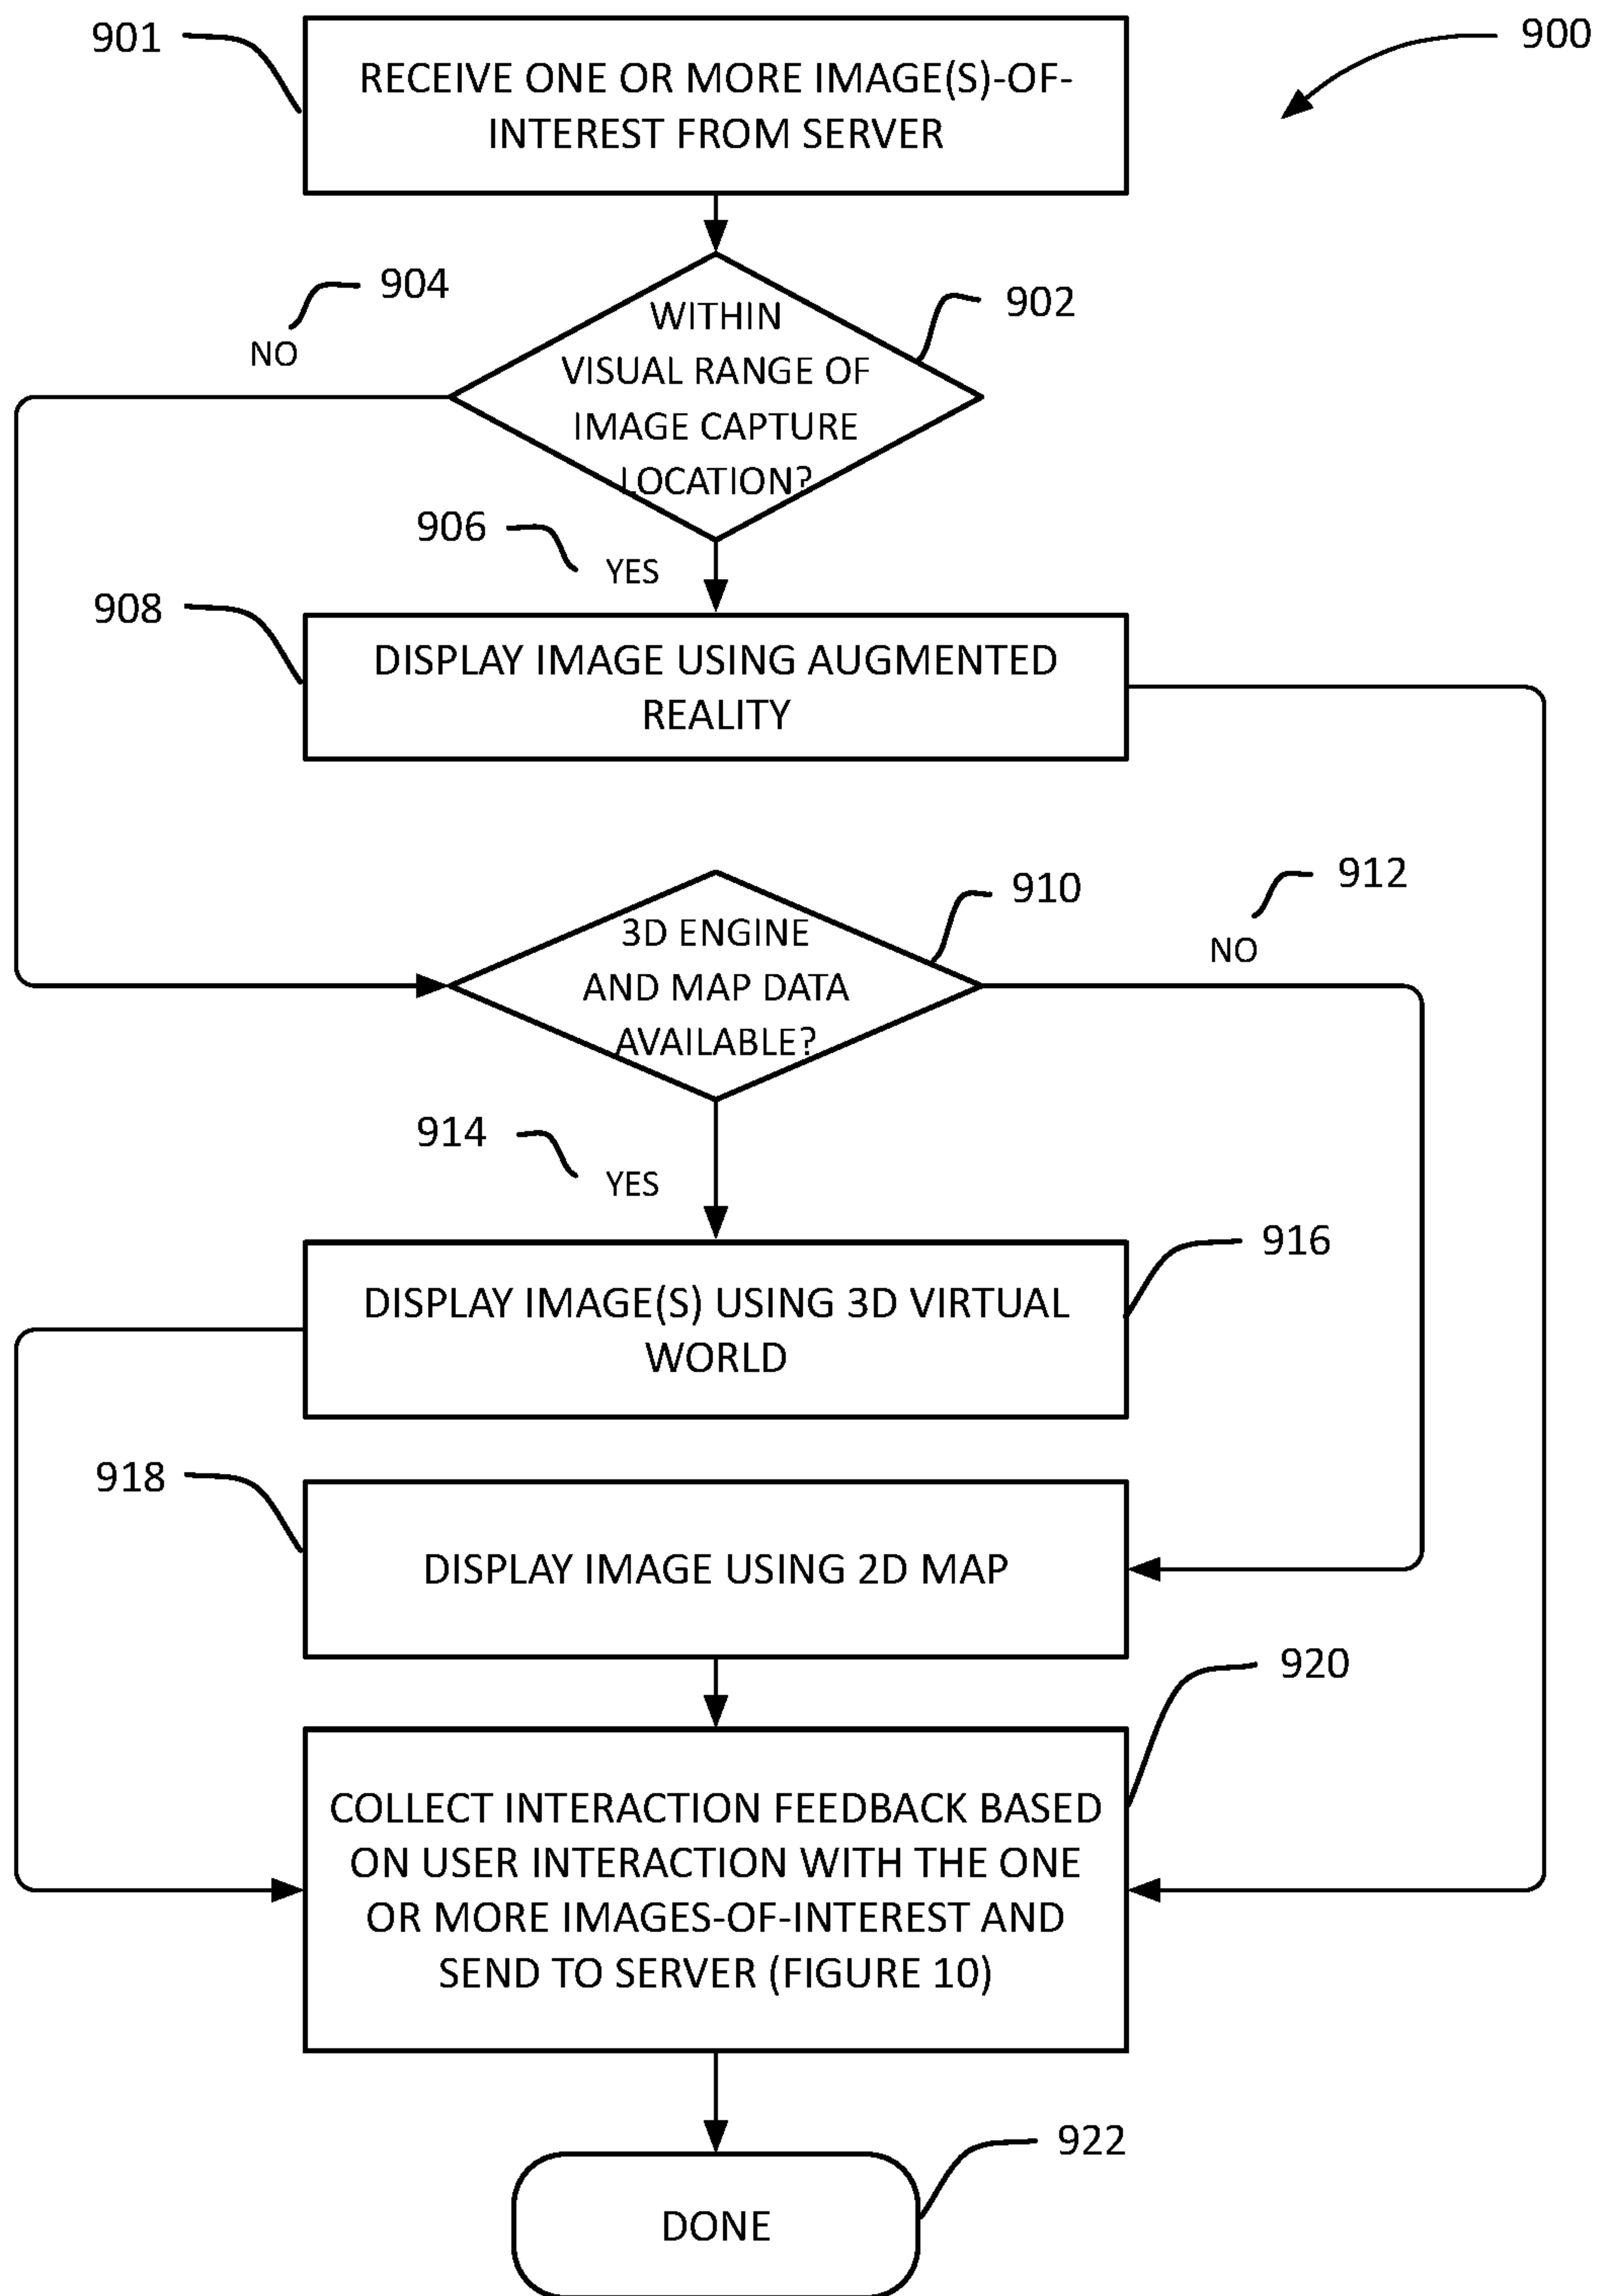 901
900
RECEIVE ONE OR MORE IMAGE(S)-OF-
INTEREST FROM SERVER
904
NO
902
WITHIN
VISUAL RANGE OF
IMAGE CAPTURE
LOCATION?
906
YES
908
DISPLAY IMAGE USING AUGMENTED
REALITY
910
912
NO
3D ENGINE
AND MAP DATA
AVAILABLE?
914
YES
916
DISPLAY IMAGE(S) USING 3D VIRTUAL
WORLD
918
DISPLAY IMAGE USING 2D MAP
920
COLLECT INTERACTION FEEDBACK BASED
ON USER INTERACTION WITH THE ONE
OR MORE IMAGES-OF-INTEREST AND
SEND TO SERVER (FIGURE 10)
922
DONE